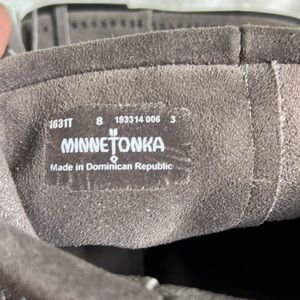 1631T 8 193314 006 3
MINNETONKA
Made in Dominican Republic